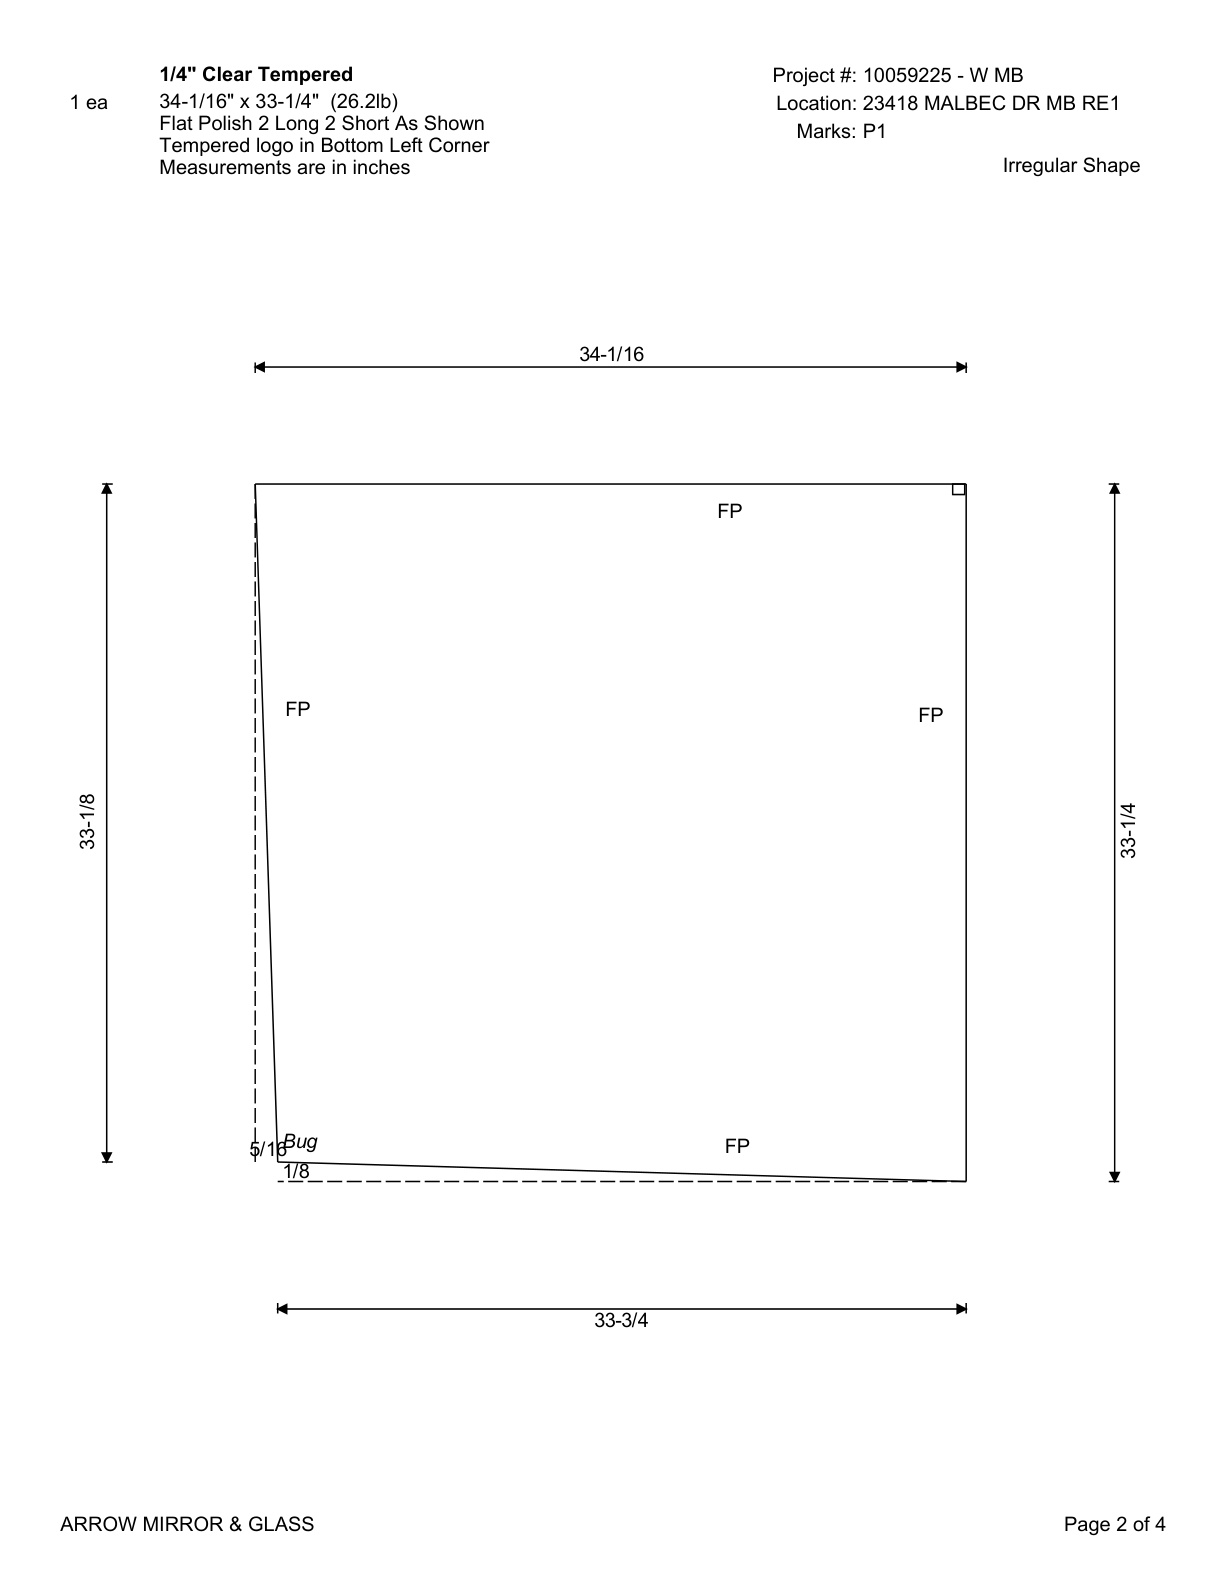 1/4" Clear Tempered
1 ea
34-1/16" x 33-1/4" (26.2lb)
Flat Polish 2 Long 2 Short As Shown
Tempered logo in Bottom Left Corner
Measurements are in inches
Project #: 10059225 - W MB
Location: 23418 MALBEC DR MB RE1
Marks: P1
Irregular Shape
34-1/16
FP
FP
FP
33-1/8
33-1/4
5/16
Bug
FP
1/8
33-3/4
ARROW MIRROR & GLASS
Page 2 of 4